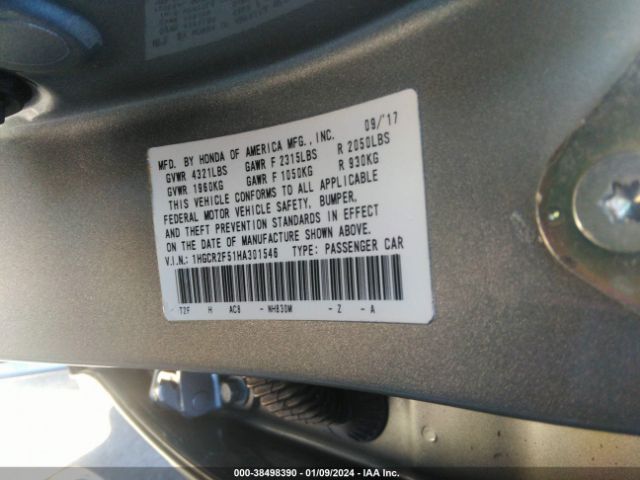 MFD. BY HONDA OF AMERICA MFG., INC. 09/'17
GVWR 4321LBS GAWR F 2315LBS R 2050LBS
GVWR 1960KG GAWR F 1050KG R 930KG
THIS VEHICLE CONFORMS TO ALL APPLICABLE
FEDERAL MOTOR VEHICLE SAFETY, BUMPER,
AND THEFT PREVENTION STANDARDS IN EFFECT
ON THE DATE OF MANUFACTURE SHOWN ABOVE.
V.I.N.: 1HGCR2F51HA301546 TYPE: PASSENGER CAR
T2F H AC8 - NH830M - Z - A
000-38498390 - 01/09/2024 - IAA Inc.